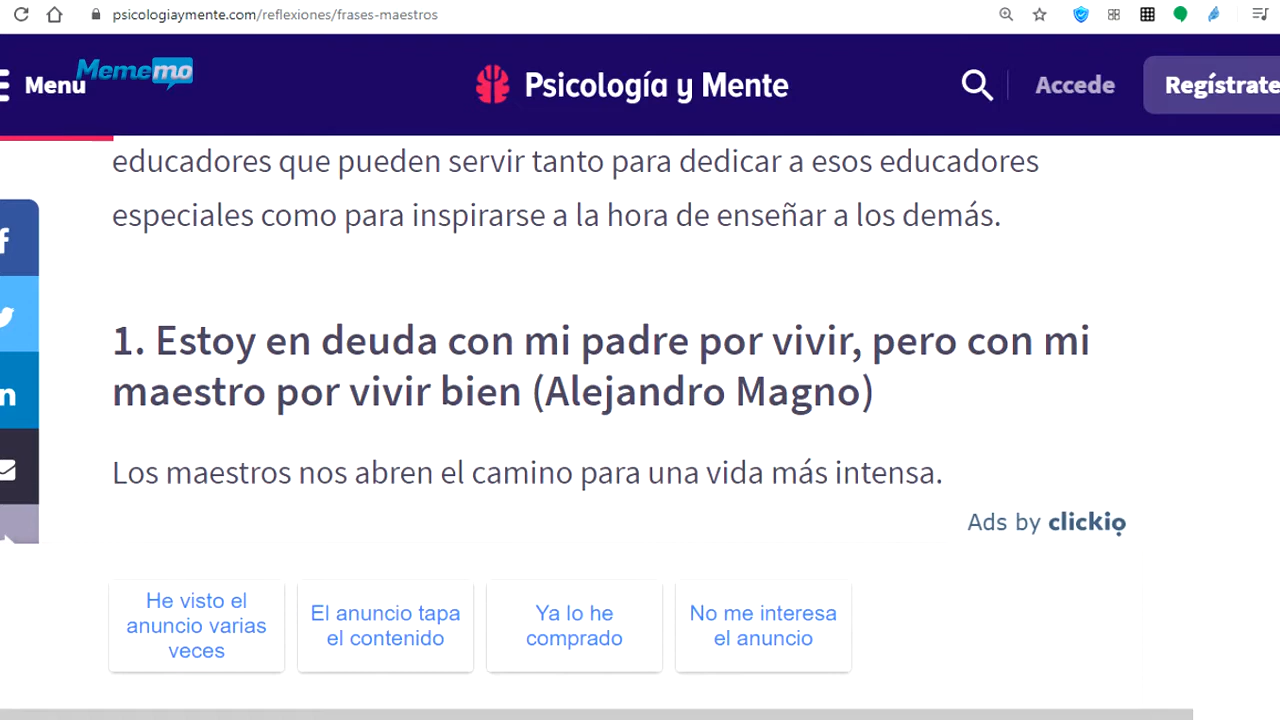 psicologiaymente.com/reflexiones/frases-maestros
Menu
Mememo
Psicología y Mente
Accede
Regístrate
educadores que pueden servir tanto para dedicar a esos educadores
especiales como para inspirarse a la hora de enseñar a los demás.
1. Estoy en deuda con mi padre por vivir, pero con mi
maestro por vivir bien (Alejandro Magno)
Los maestros nos abren el camino para una vida más intensa.
Ads by clickio
He visto el
anuncio varias
veces
El anuncio tapa
el contenido
Ya lo he
comprado
No me interesa
el anuncio